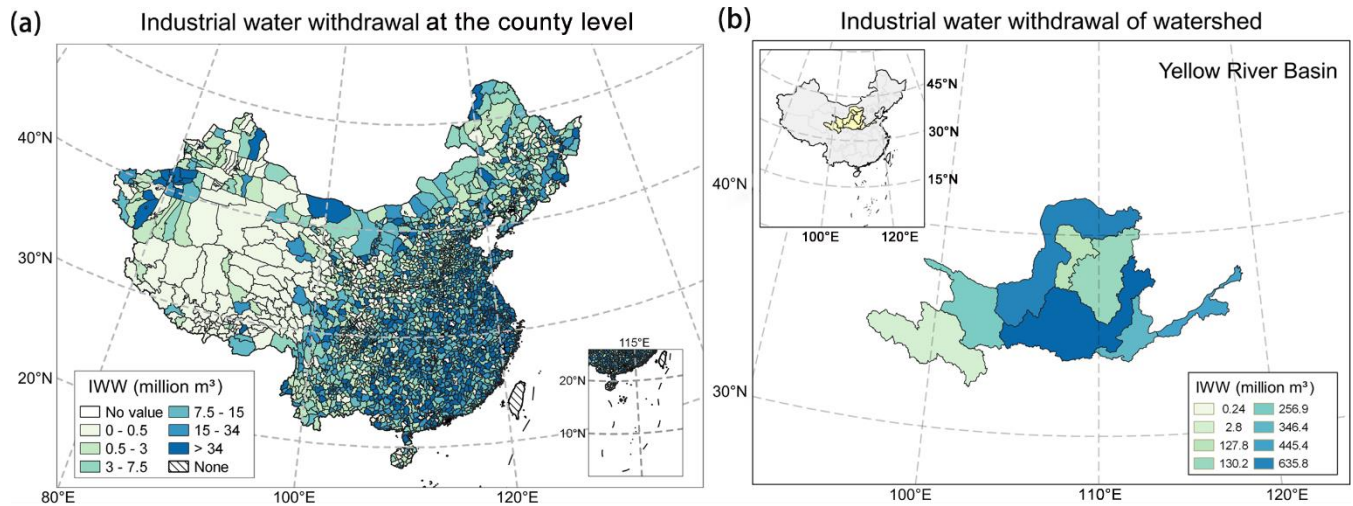 (a) Industrial water withdrawal at the county level
40°N
30°N
20°N
80°E
100°E
120°E
IWW (million m³)
No value
0 - 0.5
0.5 - 3
3 - 7.5
7.5 - 15
15 - 34
> 34
None
115°E
20°N
10°N
(b) Industrial water withdrawal of watershed
Yellow River Basin
45°N
30°N
15°N
100°E
120°E
40°N
30°N
100°E
110°E
120°E
IWW (million m³)
0.24
2.8
127.8
130.2
256.9
346.4
445.4
635.8